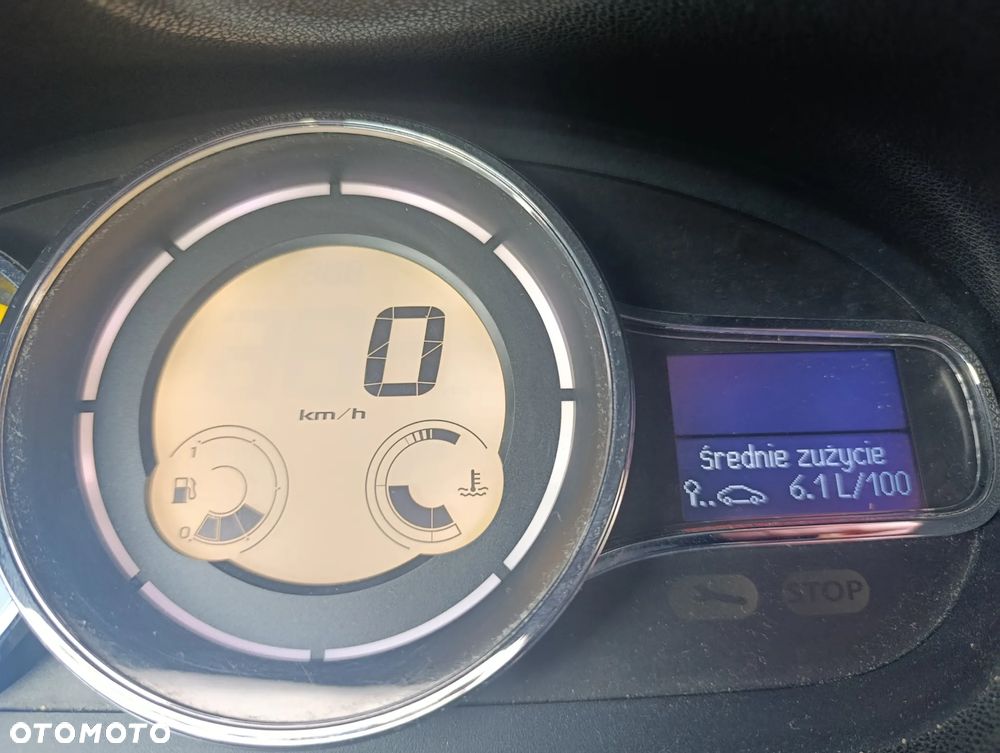 0
km/h
1
0
średnie zużycie
6.1 L/100
STOP
OTOMOTO